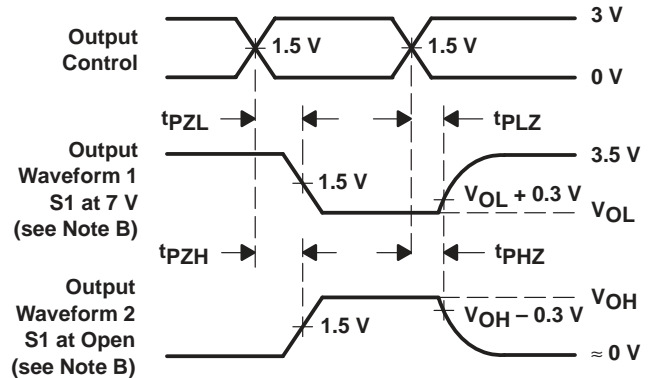 3 V
Output
Control
1.5 V
1.5 V
0 V
tPZL
tPLZ
Output
Waveform 1
S1 at 7 V
(see Note B)
3.5 V
1.5 V
VOL + 0.3 V
VOL
tPZH
tPHZ
Output
Waveform 2
S1 at Open
(see Note B)
VOH
VOH – 0.3 V
1.5 V
≈ 0 V